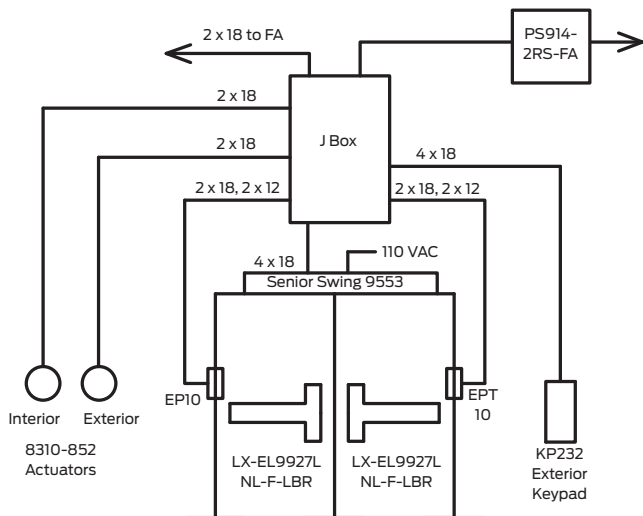 2 x 18 to FA
PS914-
2RS-FA
2 x 18
J Box
2 x 18
4 x 18
2 x 18, 2 x 12
2 x 18, 2 x 12
4 x 18
110 VAC
Senior Swing 9553
EP10
EPT
10
Interior
Exterior
8310-852
Actuators
LX-EL9927L
NL-F-LBR
LX-EL9927L
NL-F-LBR
KP232
Exterior
Keypad